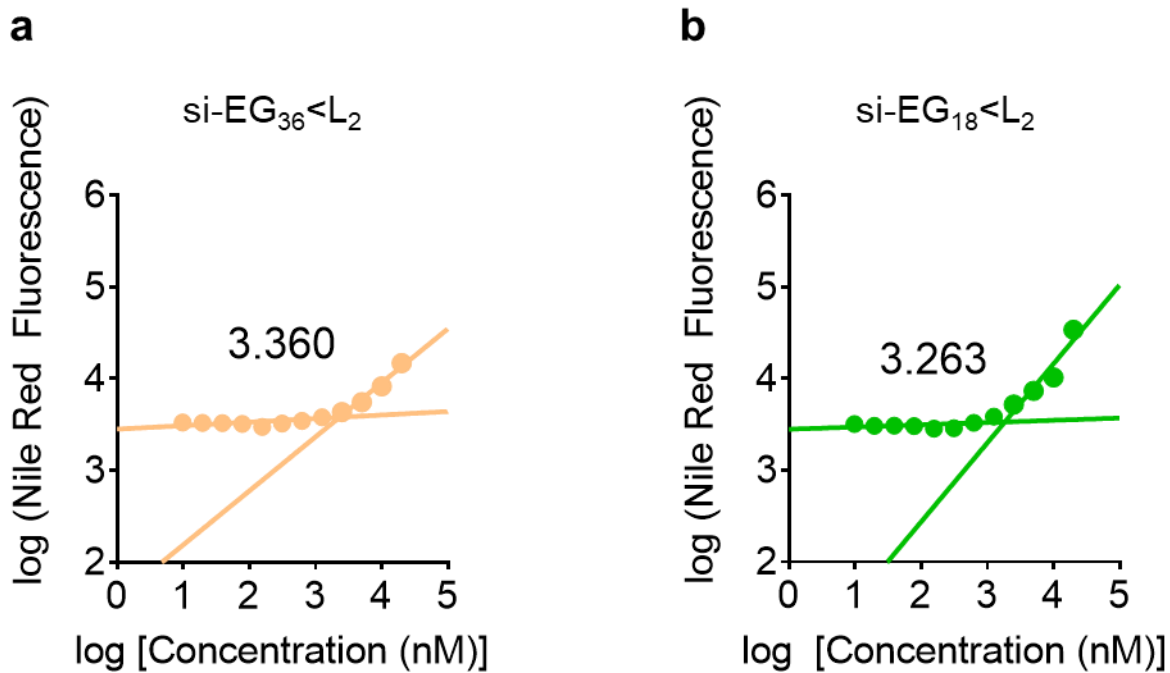 a
si-EG₃₆<L₂
log (Nile Red Fluorescence)
6
5
4
3
2
3.360
0 1 2 3 4 5
log [Concentration (nM)]
b
si-EG₁₈<L₂
log (Nile Red Fluorescence)
6
5
4
3
2
3.263
0 1 2 3 4 5
log [Concentration (nM)]